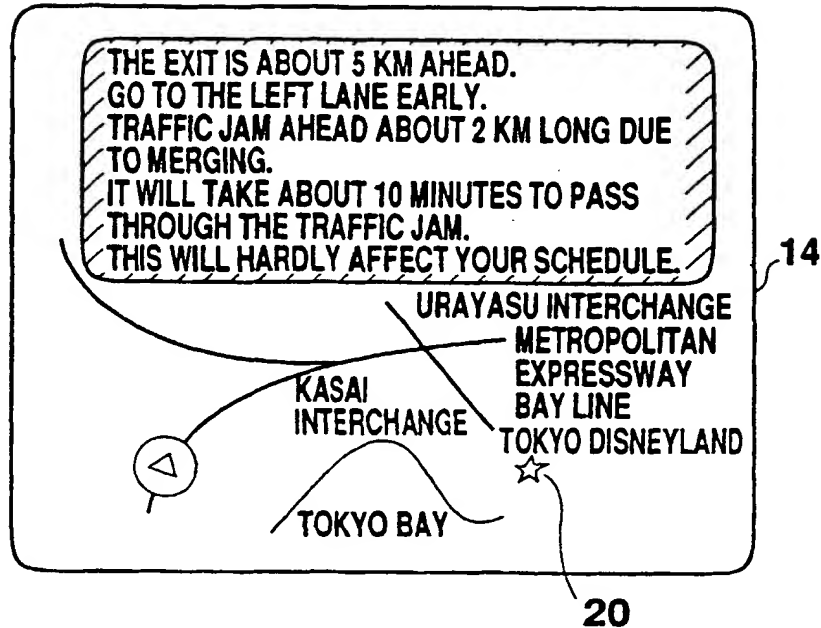 THE EXIT IS ABOUT 5 KM AHEAD.
GO TO THE LEFT LANE EARLY.
TRAFFIC JAM AHEAD ABOUT 2 KM LONG DUE
TO MERGING.
IT WILL TAKE ABOUT 10 MINUTES TO PASS
THROUGH THE TRAFFIC JAM.
THIS WILL HARDLY AFFECT YOUR SCHEDULE.
14
URAYASU INTERCHANGE
METROPOLITAN
EXPRESSWAY
BAY LINE
KASAI
INTERCHANGE
TOKYO DISNEYLAND
TOKYO BAY
20